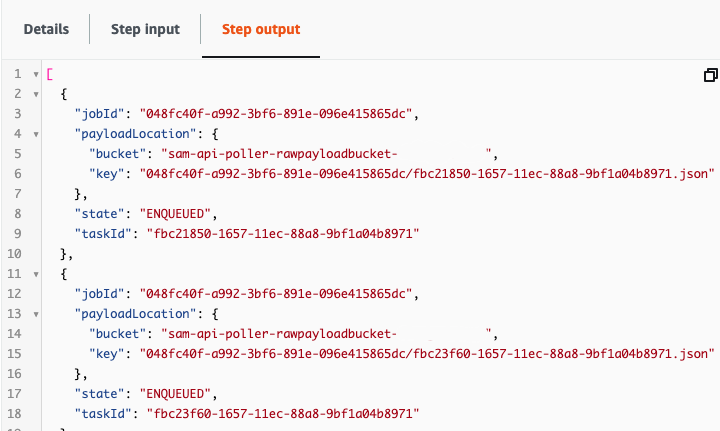 Details Step input Step output
1 [
2 {
3 "jobId": "048fc40f-a992-3bf6-891e-096e415865dc",
4 "payloadLocation": {
5 "bucket": "sam-api-poller-rawpayloadbucket- ",
6 "key": "048fc40f-a992-3bf6-891e-096e415865dc/fbc21850-1657-11ec-88a8-9bf1a04b8971.json"
7 },
8 "state": "ENQUEUED",
9 "taskId": "fbc21850-1657-11ec-88a8-9bf1a04b8971"
10 },
11 {
12 "jobId": "048fc40f-a992-3bf6-891e-096e415865dc",
13 "payloadLocation": {
14 "bucket": "sam-api-poller-rawpayloadbucket- ",
15 "key": "048fc40f-a992-3bf6-891e-096e415865dc/fbc23f60-1657-11ec-88a8-9bf1a04b8971.json"
16 },
17 "state": "ENQUEUED",
18 "taskId": "fbc23f60-1657-11ec-88a8-9bf1a04b8971"